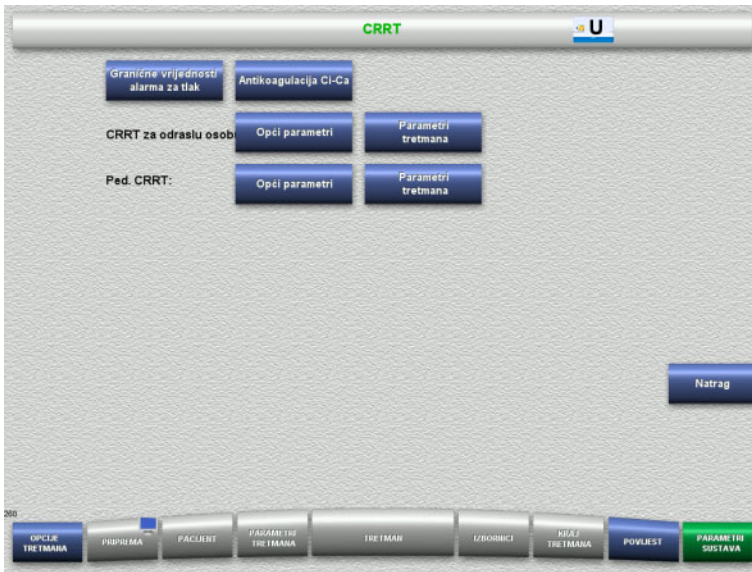 CRRT
U
Granične vrijednosti
alarma za tlak
Antikoagulacija Ci-Ca
CRRT za odraslu osob
Opći parametri
Parametri
tretmana
Ped. CRRT:
Opći parametri
Parametri
tretmana
Natrag
260
OPCIJE
TRETMANA
PRIPREMA
PACIJENT
PARAMETRI
TRETMANA
TRETMAN
IZBORNICI
KRAJ
TRETMANA
POVIJEST
PARAMETRI
SUSTAVA